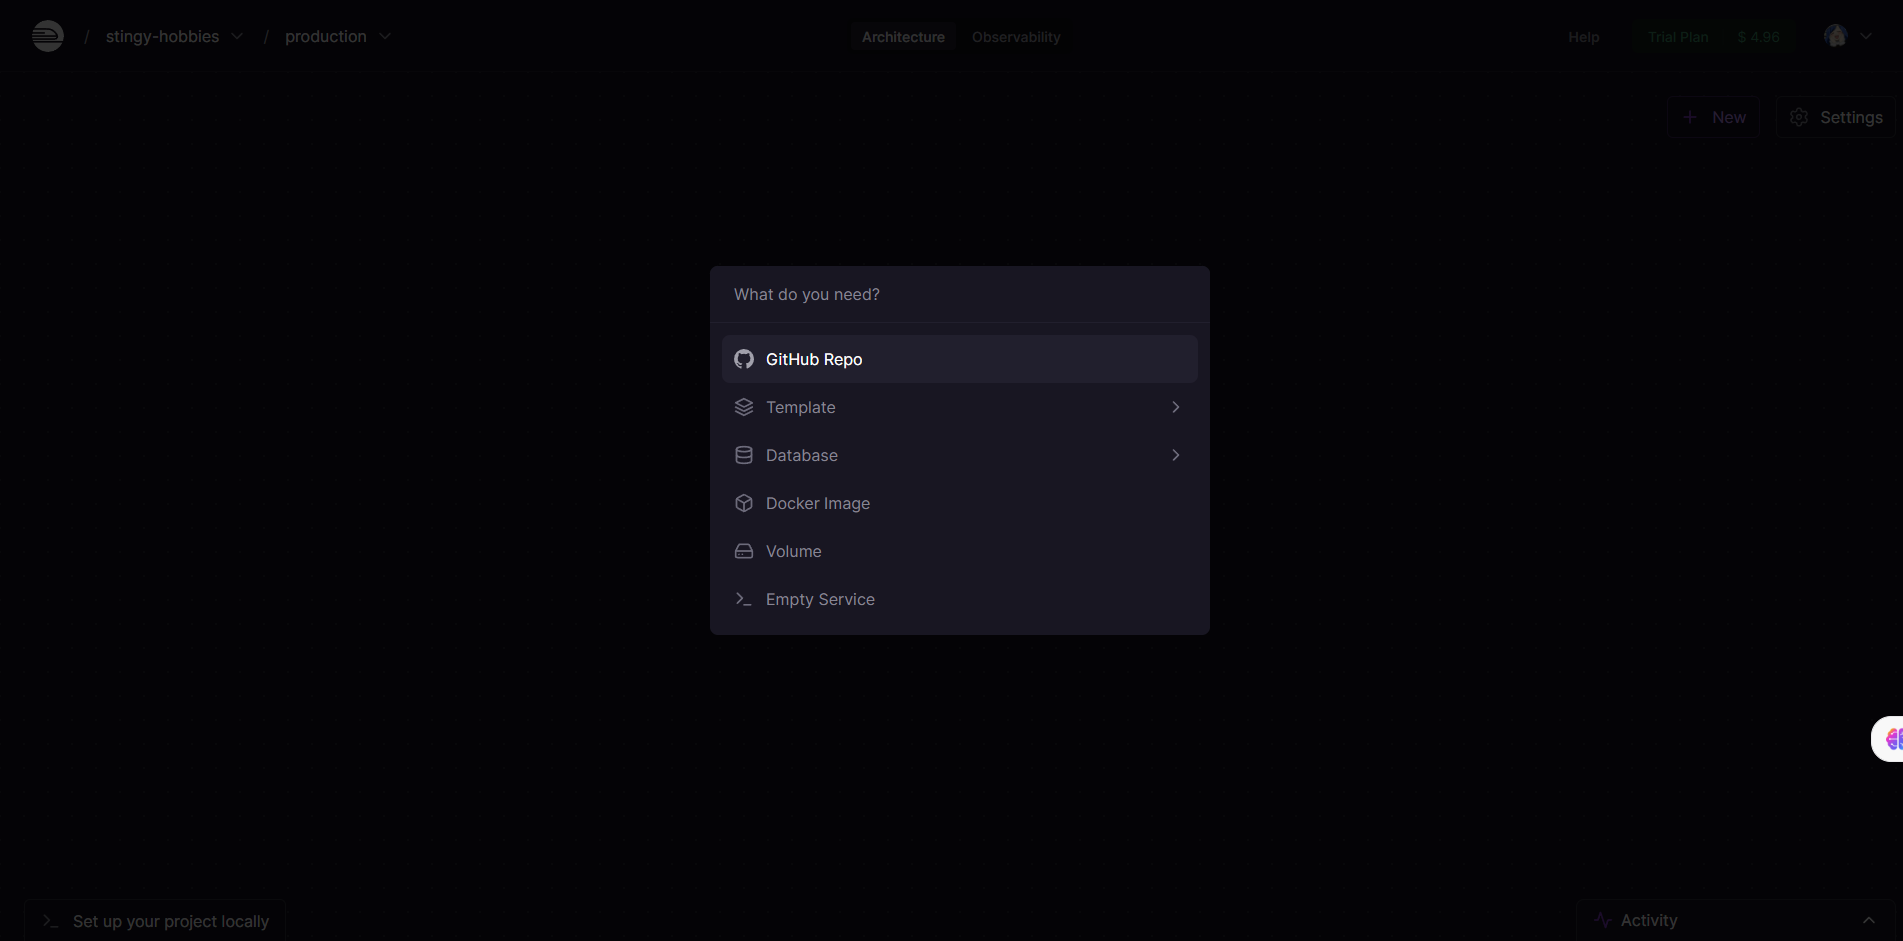 / stingy-hobbies / production Architecture Observability Help Trial Plan $ 4.96
New Settings
What do you need?
GitHub Repo
Template
Database
Docker Image
Volume
Empty Service
Set up your project locally Activity